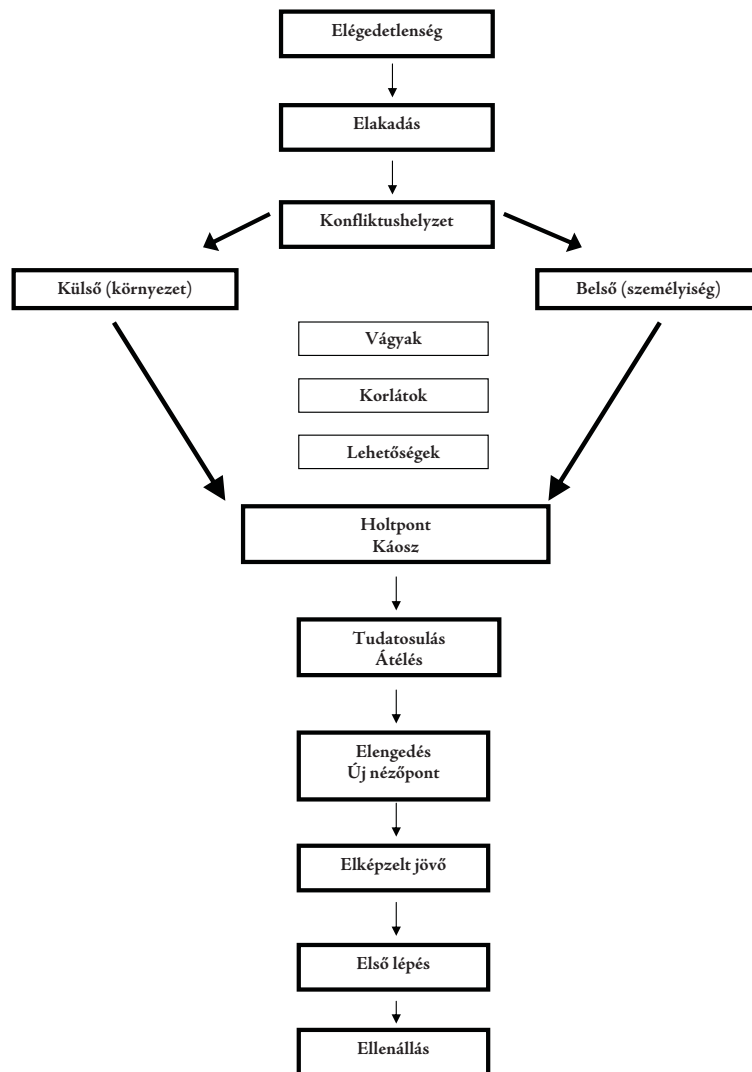 Elégedetlenség
Elakadás
Konfliktushelyzet
Külső (környezet)
Belső (személyiség)
Vágyak
Korlátok
Lehetőségek
Holtpont
Káosz
Tudatosulás
Átélés
Elengedés
Új nézőpont
Elképzelt jövő
Első lépés
Ellenállás